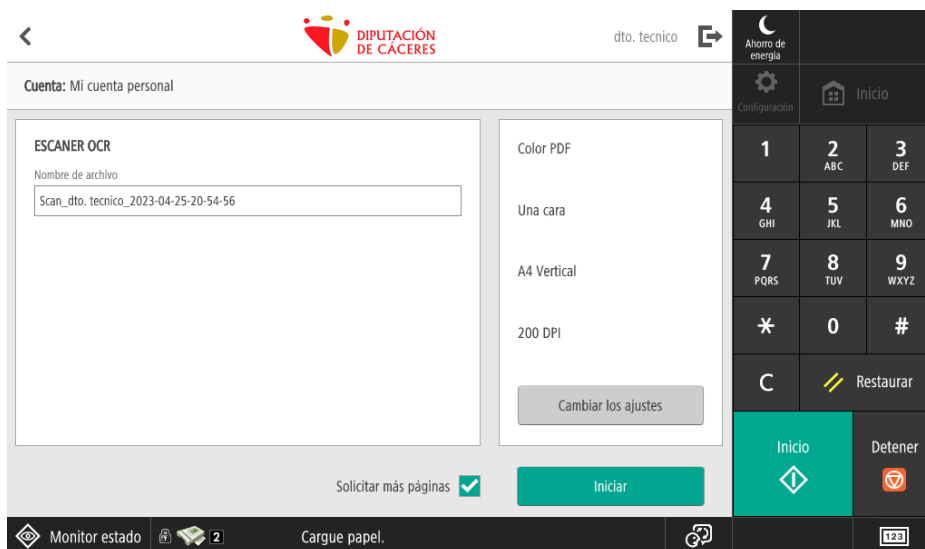 DIPUTACIÓN
DE CÁCERES
dto. tecnico
Ahorro de
energía
Cuenta: Mi cuenta personal
Configuración
Inicio
ESCANER OCR
Nombre de archivo
Scan_dto. tecnico_2023-04-25-20-54-56
Color PDF
Una cara
A4 Vertical
200 DPI
Cambiar los ajustes
Solicitar más páginas
Iniciar
1
2
ABC
3
DEF
4
GHI
5
JKL
6
MNO
7
PQRS
8
TUV
9
WXYZ
*
0
#
C
Restaurar
Inicio
Detener
Monitor estado
2
Cargue papel.
123